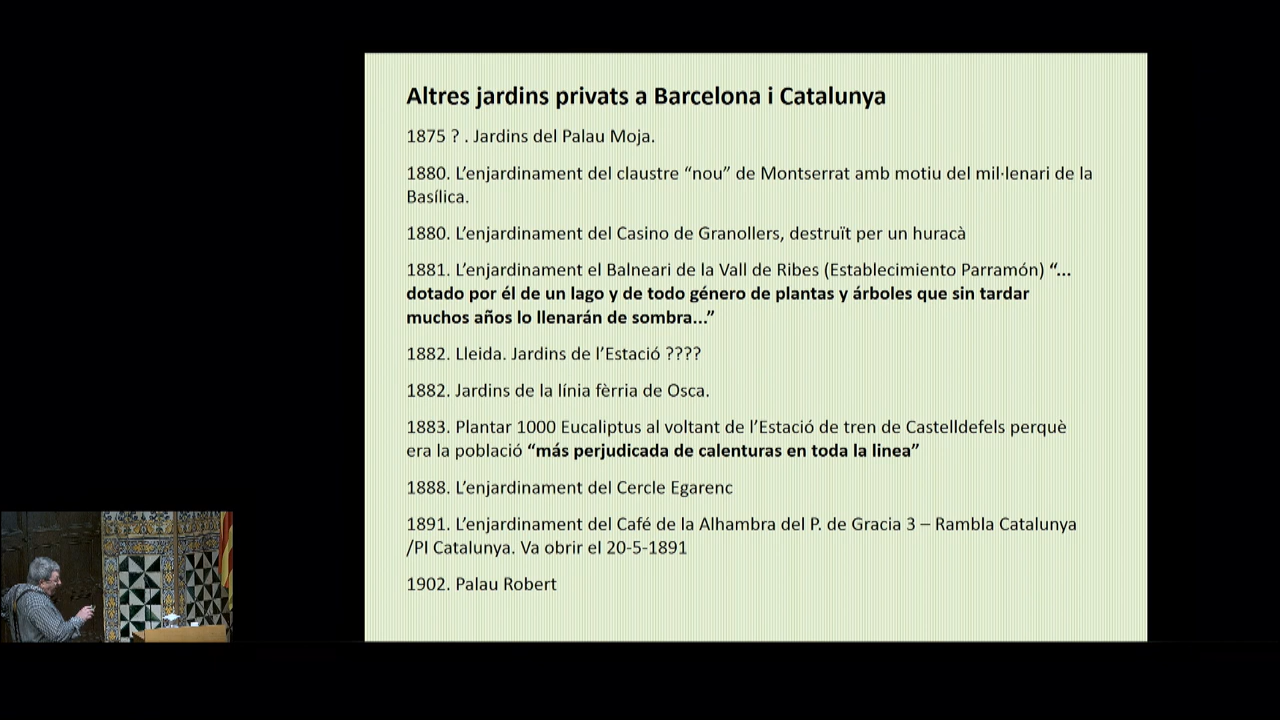 Altres jardins privats a Barcelona i Catalunya
1875 ? . Jardins del Palau Moja.
1880. L’enjardinament del claustre “nou” de Montserrat amb motiu del mil·lenari de la
Basílica.
1880. L’enjardinament del Casino de Granollers, destruït per un huracà
1881. L’enjardinament el Balneari de la Vall de Ribes (Establecimiento Parramón) “...
dotado por él de un lago y de todo género de plantas y árboles que sin tardar
muchos años lo llenarán de sombra...”
1882. Lleida. Jardins de l’Estació ????
1882. Jardins de la línia fèrria de Osca.
1883. Plantar 1000 Eucaliptus al voltant de l’Estació de tren de Castelldefels perquè
era la població “más perjudicada de calenturas en toda la linea”
1888. L’enjardinament del Cercle Egarenc
1891. L’enjardinament del Café de la Alhambra del P. de Gracia 3 – Rambla Catalunya
/Pl Catalunya. Va obrir el 20-5-1891
1902. Palau Robert